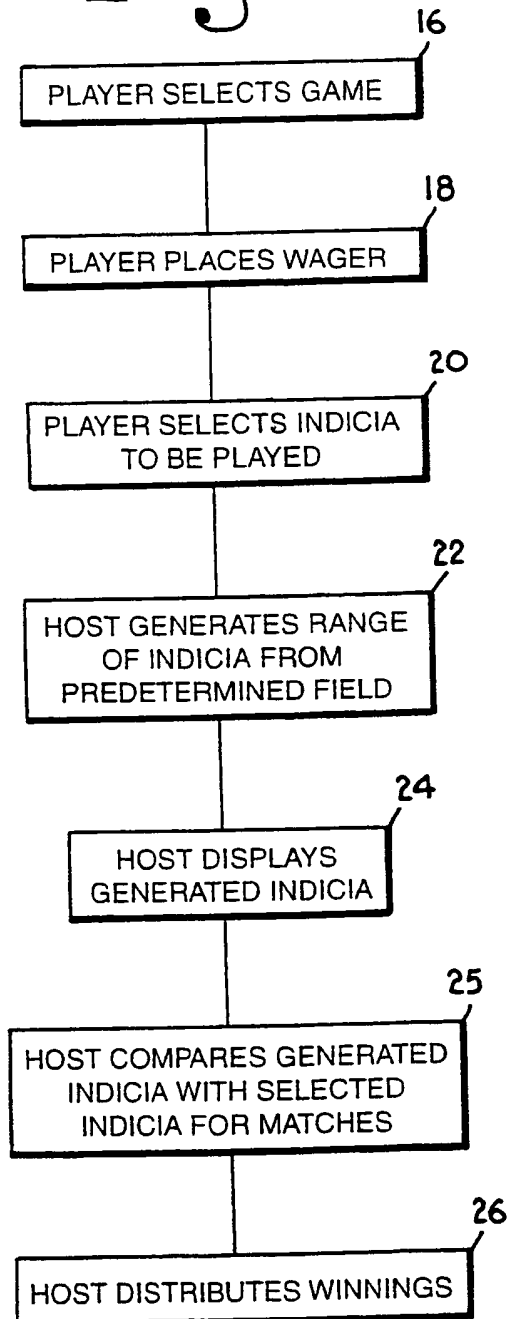 16
PLAYER SELECTS GAME
18
PLAYER PLACES WAGER
20
PLAYER SELECTS INDICIA
TO BE PLAYED
22
HOST GENERATES RANGE
OF INDICIA FROM
PREDETERMINED FIELD
24
HOST DISPLAYS
GENERATED INDICIA
25
HOST COMPARES GENERATED
INDICIA WITH SELECTED
INDICIA FOR MATCHES
26
HOST DISTRIBUTES WINNINGS